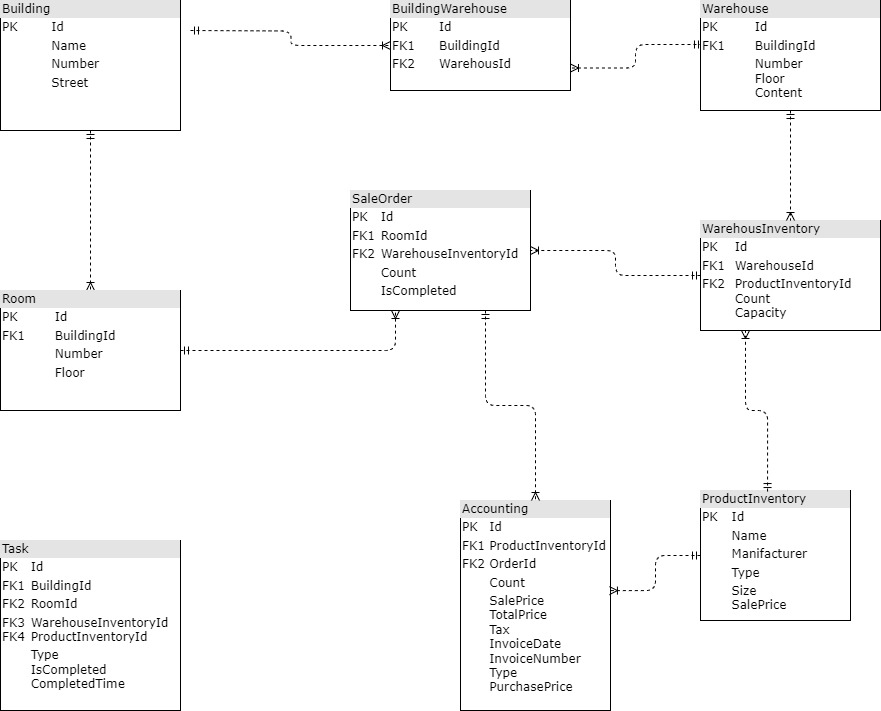 Building
PK Id
Name
Number
Street
BuildingWarehouse
PK Id
FK1 BuildingId
FK2 WarehousId
Warehouse
PK Id
FK1 BuildingId
Number
Floor
Content
SaleOrder
PK Id
FK1 RoomId
FK2 WarehouseInventoryId
Count
IsCompleted
WarehousInventory
PK Id
FK1 WarehouseId
FK2 ProductInventoryId
Count
Capacity
Room
PK Id
FK1 BuildingId
Number
Floor
Accounting
PK Id
FK1 ProductInventoryId
FK2 OrderId
Count
SalePrice
TotalPrice
Tax
InvoiceDate
InvoiceNumber
Type
PurchasePrice
ProductInventory
PK Id
Name
Manifacturer
Type
Size
SalePrice
Task
PK Id
FK1 BuildingId
FK2 RoomId
FK3 WarehouseInventoryId
FK4 ProductInventoryId
Type
IsCompleted
CompletedTime